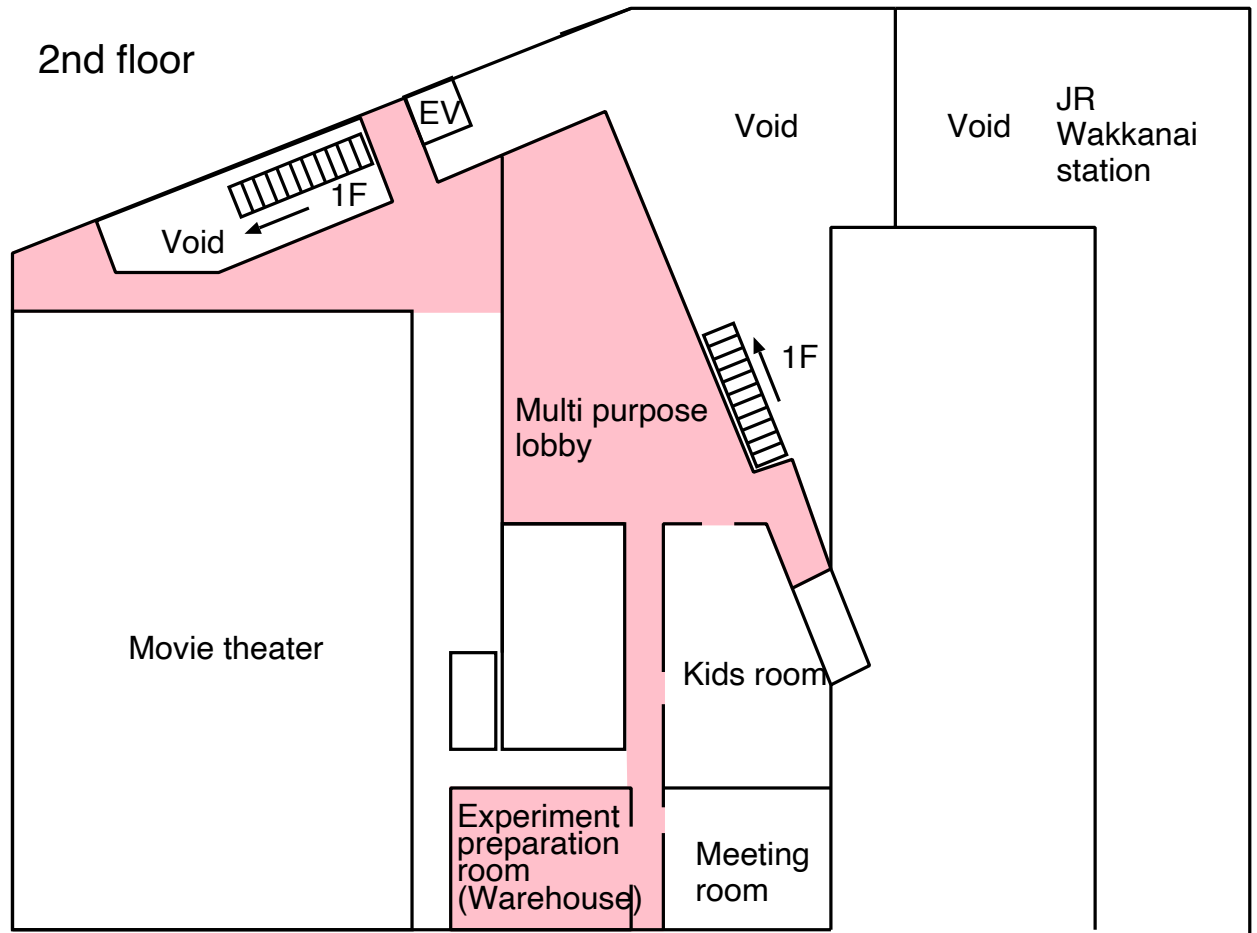 2nd floor
EV
1F
Void
Void
Void
JR
Wakkanai
station
1F
Multi purpose
lobby
Movie theater
Kids room
Experiment
preparation
room
(Warehouse)
Meeting
room